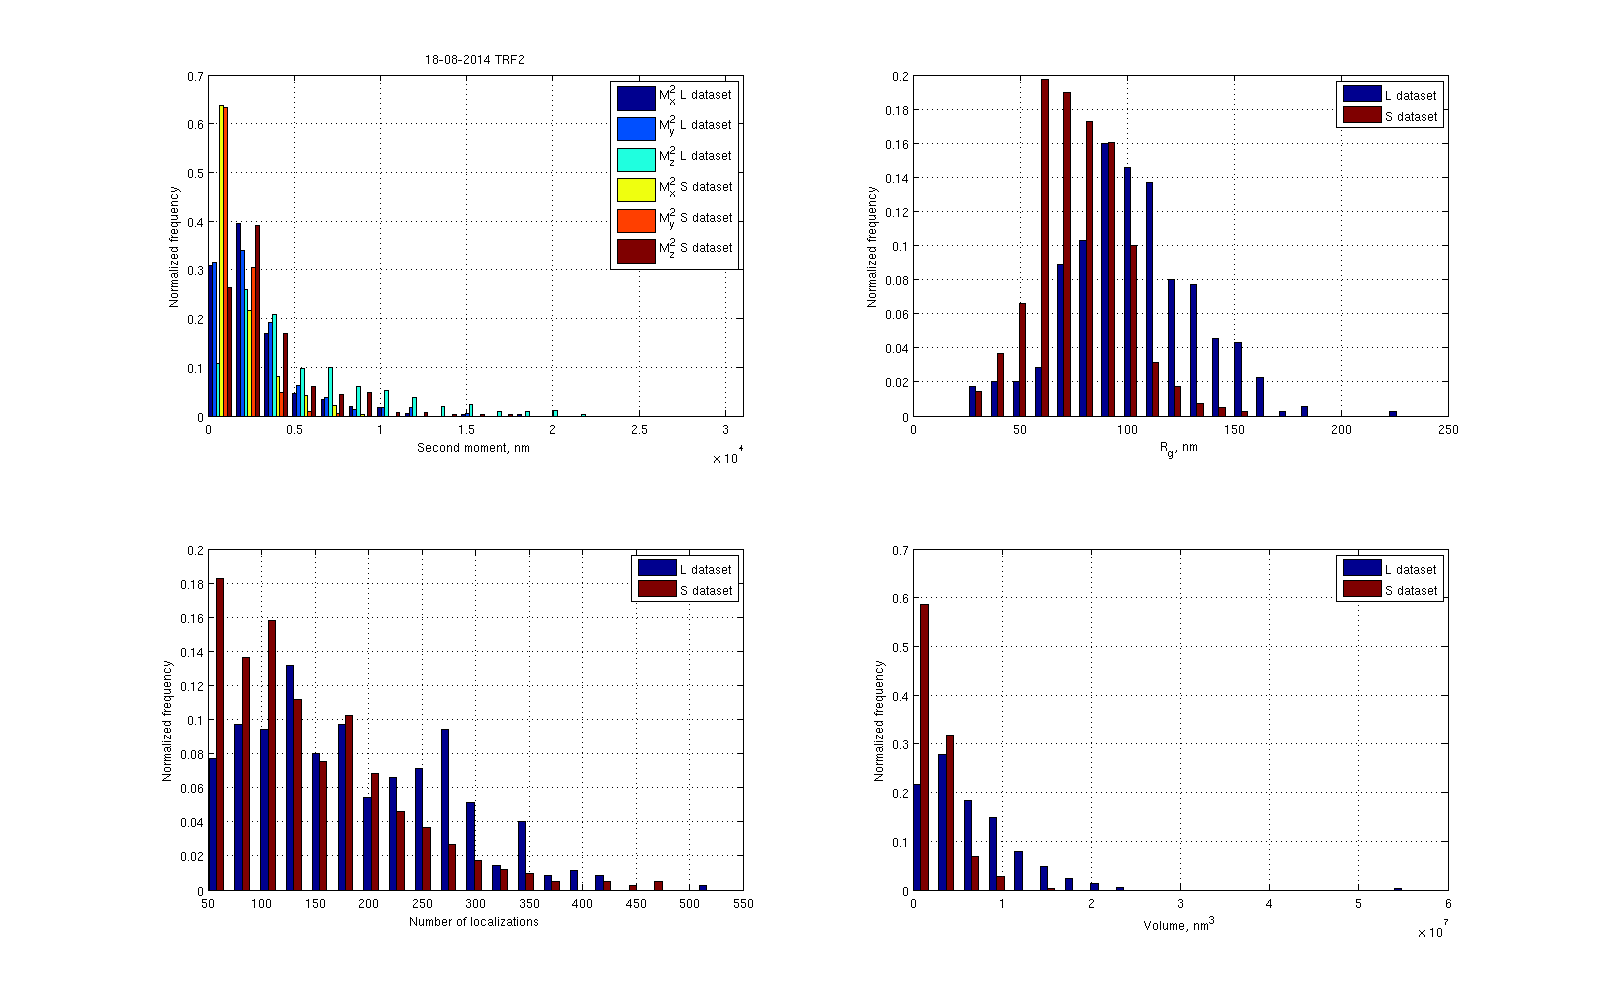 18-08-2014 TRF2
0.7
0.6
0.5
0.4
0.3
0.2
0.1
0
Normalized frequency
0 0.5 1 1.5 2 2.5 3
Second moment, nm
× 10⁴
M²ₓ L dataset
M²y L dataset
M²z L dataset
M²ₓ S dataset
M²y S dataset
M²z S dataset
0.2
0.18
0.16
0.14
0.12
0.1
0.08
0.06
0.04
0.02
0
Normalized frequency
0 50 100 150 200 250
Rg, nm
L dataset
S dataset
0.2
0.18
0.16
0.14
0.12
0.1
0.08
0.06
0.04
0.02
0
Normalized frequency
50 100 150 200 250 300 350 400 450 500 550
Number of localizations
L dataset
S dataset
0.7
0.6
0.5
0.4
0.3
0.2
0.1
0
Normalized frequency
0 1 2 3 4 5 6
Volume, nm³
× 10⁷
L dataset
S dataset